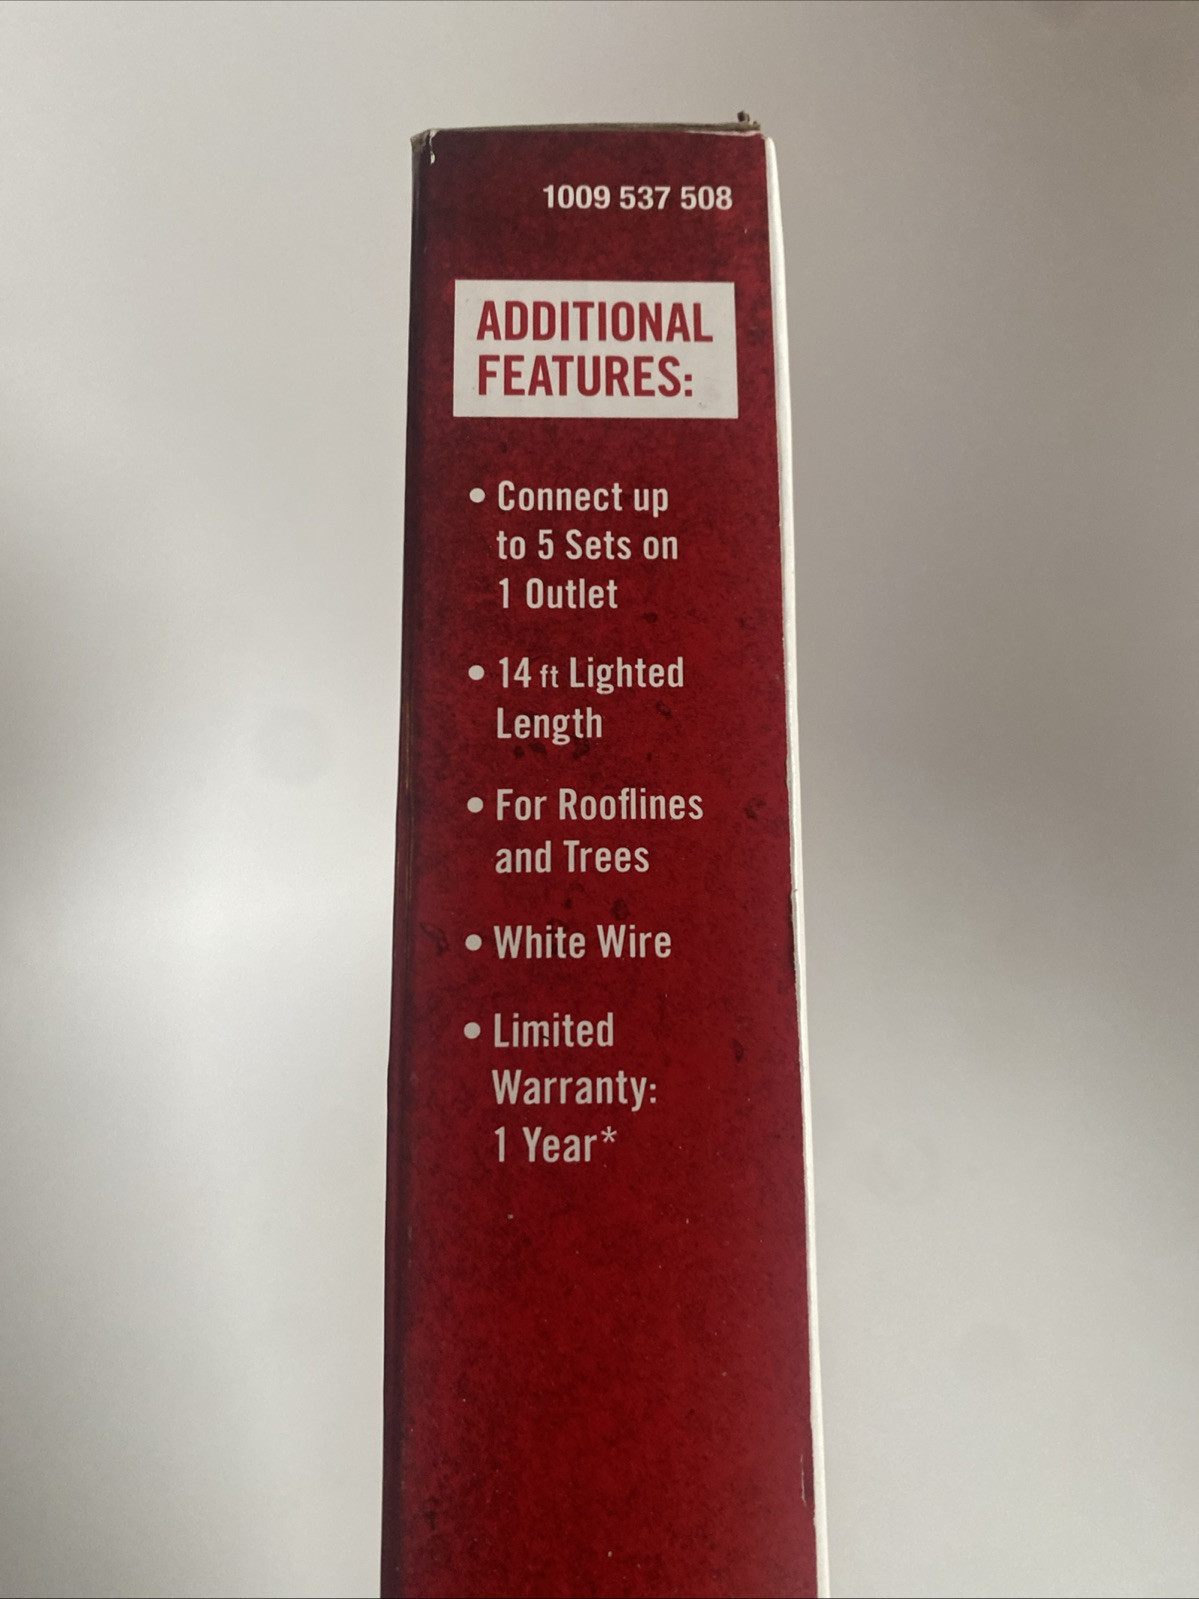 1009 537 508
ADDITIONAL
FEATURES:
• Connect up
to 5 Sets on
1 Outlet
• 14 ft Lighted
Length
• For Rooflines
and Trees
• White Wire
• Limited
Warranty:
1 Year*